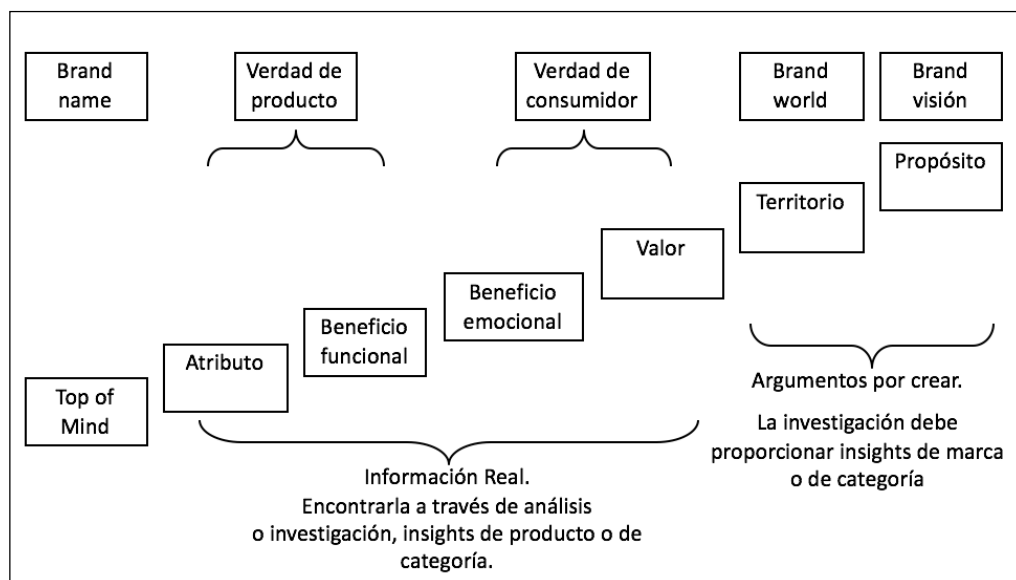 Brand
name
Verdad de
producto
Verdad de
consumidor
Brand
world
Brand
visión
Propósito
Territorio
Valor
Beneficio
emocional
Beneficio
funcional
Atributo
Top of
Mind
Argumentos por crear.
La investigación debe
proporcionar insights de marca
o de categoría
Información Real.
Encontrarla a través de análisis
o investigación, insights de producto o de
categoría.